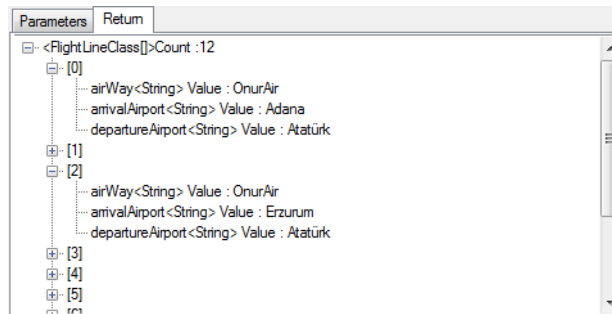 Parameters Return
<FlightLineClass[]>Count :12
[0]
airWay<String> Value : OnurAir
arrivalAirport<String> Value : Adana
departureAirport<String> Value : Atatürk
[1]
[2]
airWay<String> Value : OnurAir
arrivalAirport<String> Value : Erzurum
departureAirport<String> Value : Atatürk
[3]
[4]
[5]